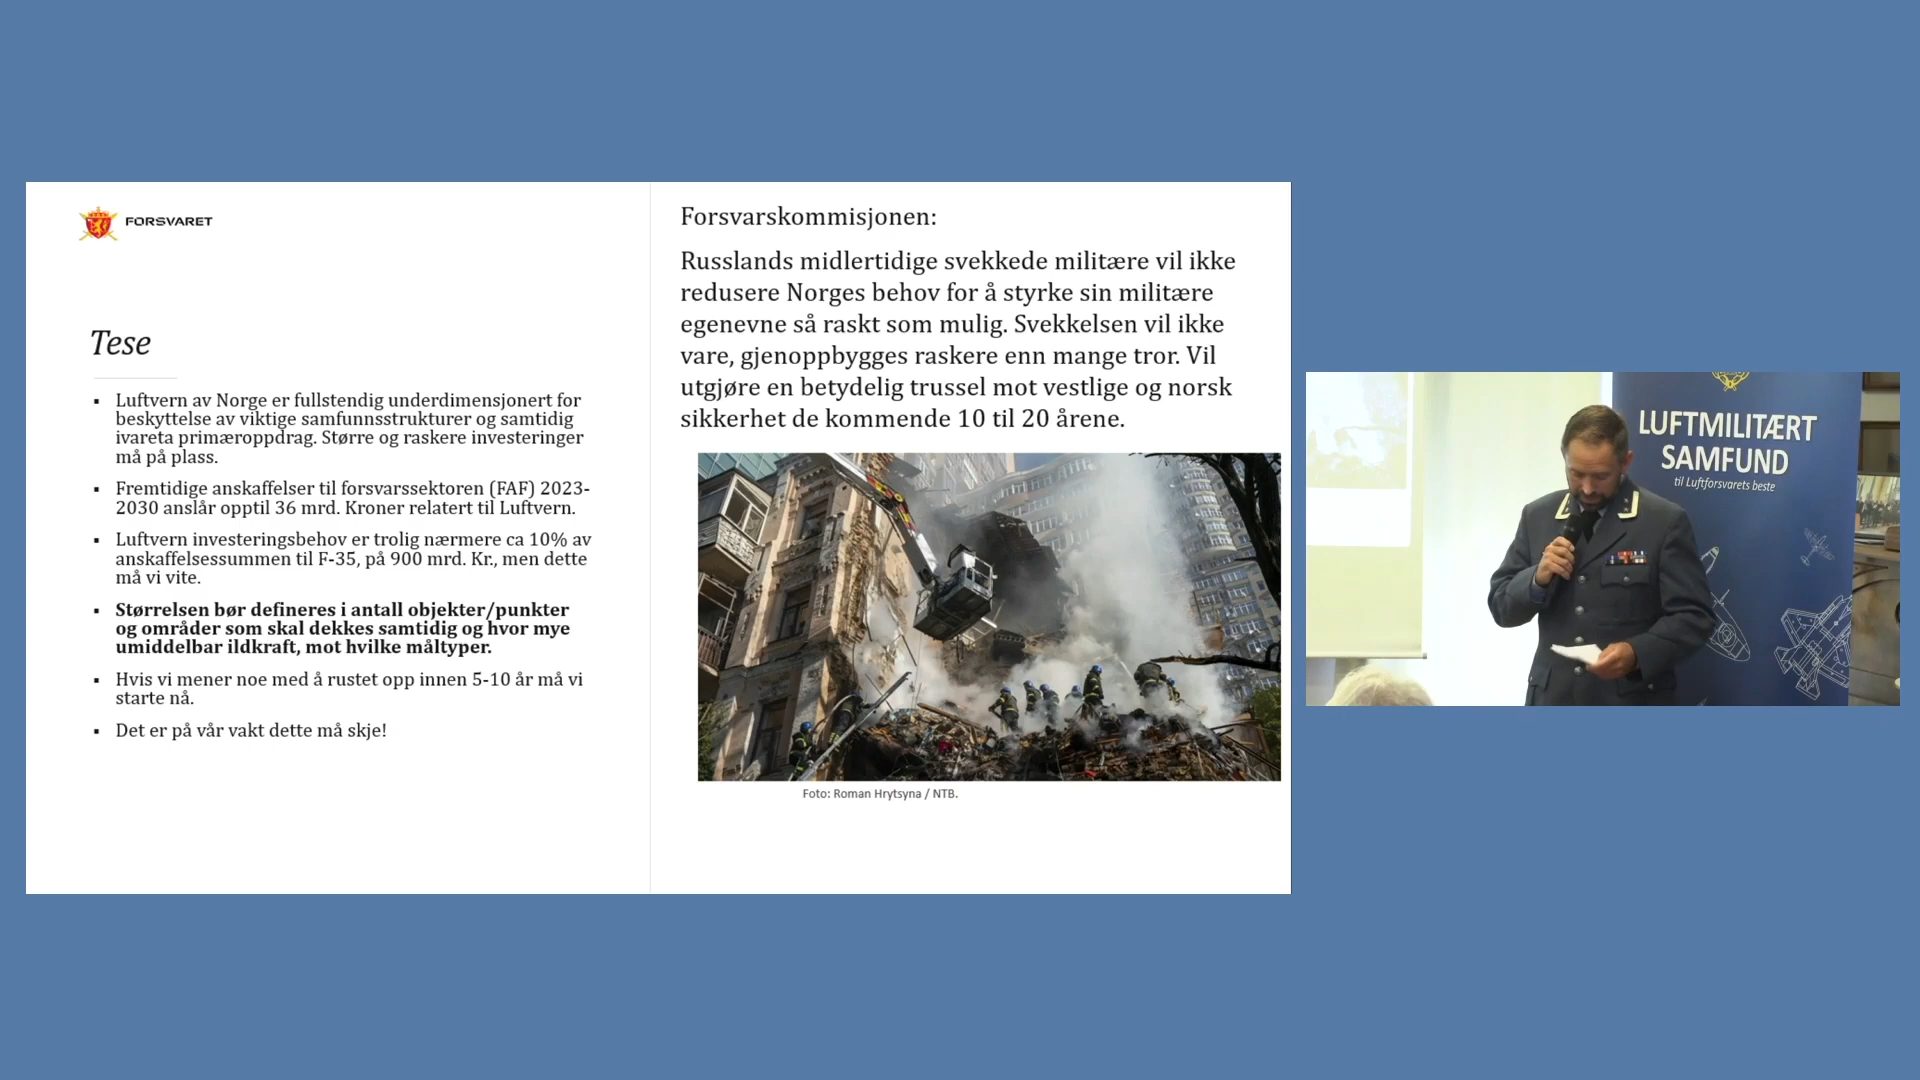 FORSVARET
Tese
▪ Luftvern av Norge er fullstendig underdimensjonert for
beskyttelse av viktige samfunnsstrukturer og samtidig
ivareta primæroppdrag. Større og raskere investeringer
må på plass.
▪ Fremtidige anskaffelser til forsvarssektoren (FAF) 2023-
2030 anslår opptil 36 mrd. Kroner relatert til Luftvern.
▪ Luftvern investeringsbehov er trolig nærmere ca 10% av
anskaffelsessummen til F-35, på 900 mrd. Kr., men dette
må vi vite.
▪ Størrelsen bør defineres i antall objekter/punkter
og områder som skal dekkes samtidig og hvor mye
umiddelbar ildkraft, mot hvilke måltyper.
▪ Hvis vi mener noe med å rustet opp innen 5-10 år må vi
starte nå.
▪ Det er på vår vakt dette må skje!
Forsvarskommisjonen:
Russlands midlertidige svekkede militære vil ikke
redusere Norges behov for å styrke sin militære
egenevne så raskt som mulig. Svekkelsen vil ikke
vare, gjenoppbygges raskere enn mange tror. Vil
utgjøre en betydelig trussel mot vestlige og norsk
sikkerhet de kommende 10 til 20 årene.
Foto: Roman Hrytsyna / NTB.
LUFTMILITÆRT
SAMFUND
til Luftforsvarets beste